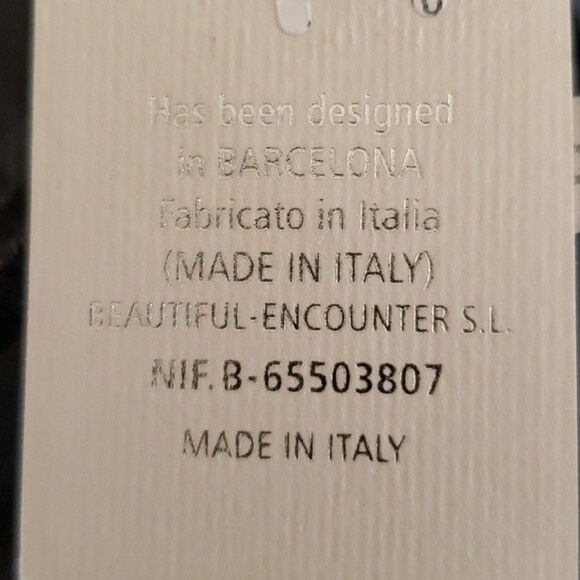 Has been designed
in BARCELONA
Fabricato in Italia
(MADE IN ITALY)
BEAUTIFUL-ENCOUNTER S.L.
NIF. B-65503807
MADE IN ITALY